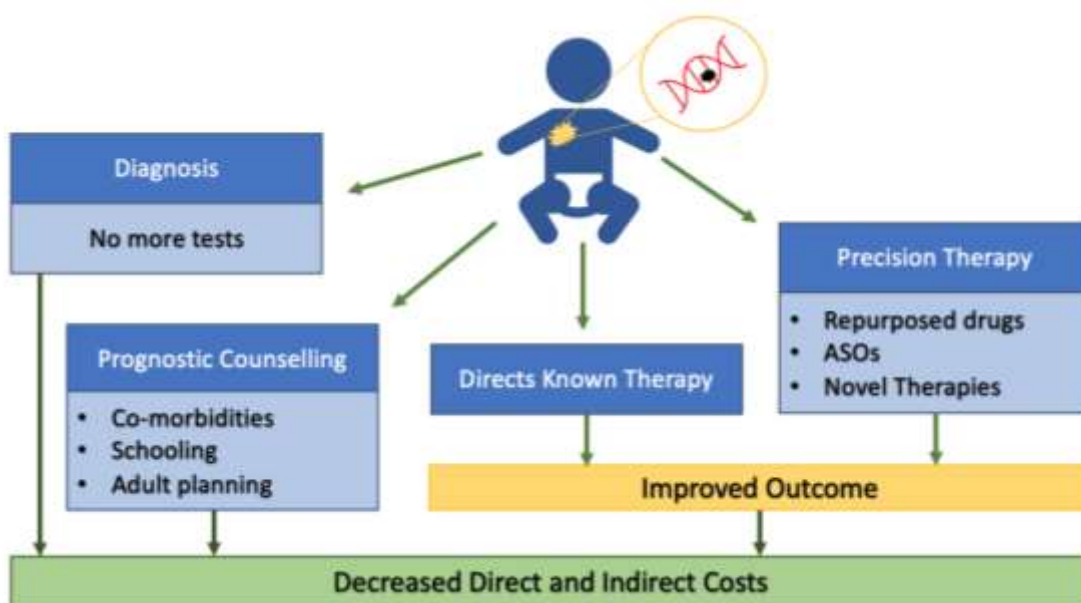 Diagnosis
No more tests
Prognostic Counselling
• Co-morbidities
• Schooling
• Adult planning
Directs Known Therapy
Precision Therapy
• Repurposed drugs
• ASOs
• Novel Therapies
Improved Outcome
Decreased Direct and Indirect Costs